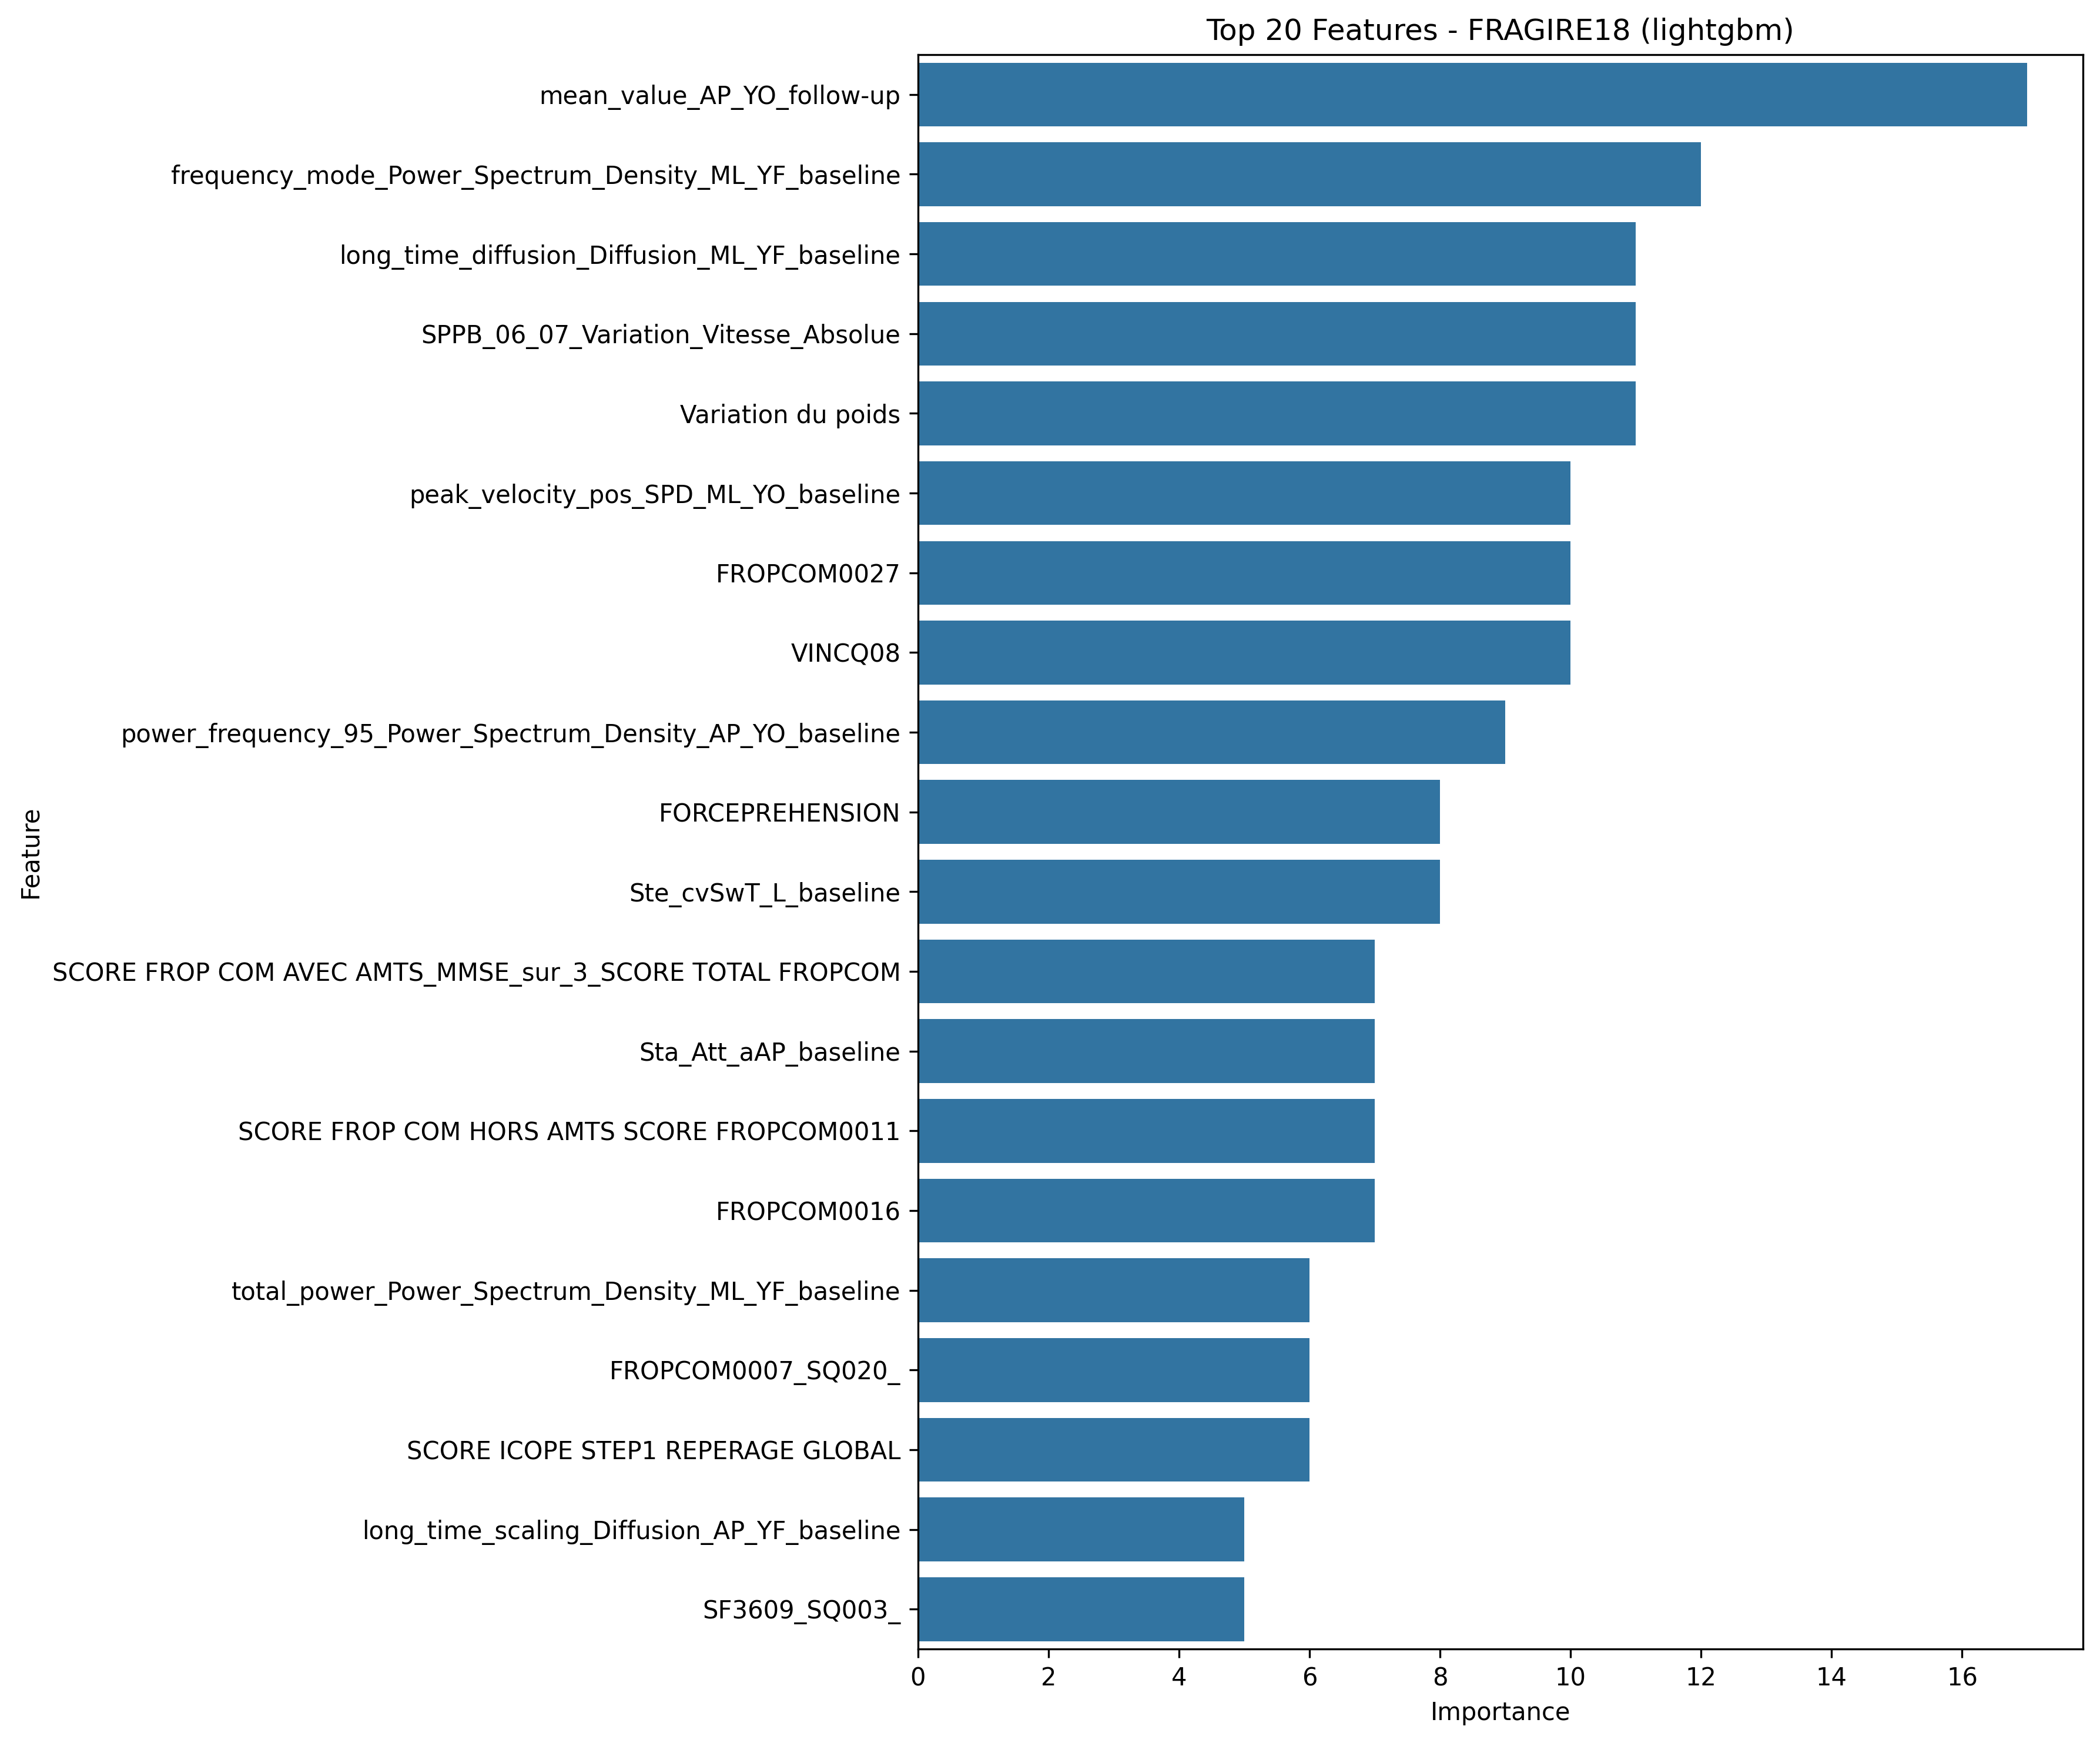 Top 20 Features - FRAGIRE18 (lightgbm)
mean_value_AP_YO_follow-up
frequency_mode_Power_Spectrum_Density_ML_YF_baseline
long_time_diffusion_Diffusion_ML_YF_baseline
SPPB_06_07_Variation_Vitesse_Absolue
Variation du poids
peak_velocity_pos_SPD_ML_YO_baseline
FROPCOM0027
VINCQ08
power_frequency_95_Power_Spectrum_Density_AP_YO_baseline
FORCEPREHENSION
Ste_cvSwT_L_baseline
SCORE FROP COM AVEC AMTS_MMSE_sur_3_SCORE TOTAL FROPCOM
Sta_Att_aAP_baseline
SCORE FROP COM HORS AMTS SCORE FROPCOM0011
FROPCOM0016
total_power_Power_Spectrum_Density_ML_YF_baseline
FROPCOM0007_SQ020_
SCORE ICOPE STEP1 REPERAGE GLOBAL
long_time_scaling_Diffusion_AP_YF_baseline
SF3609_SQ003_
Feature
0 2 4 6 8 10 12 14 16
Importance